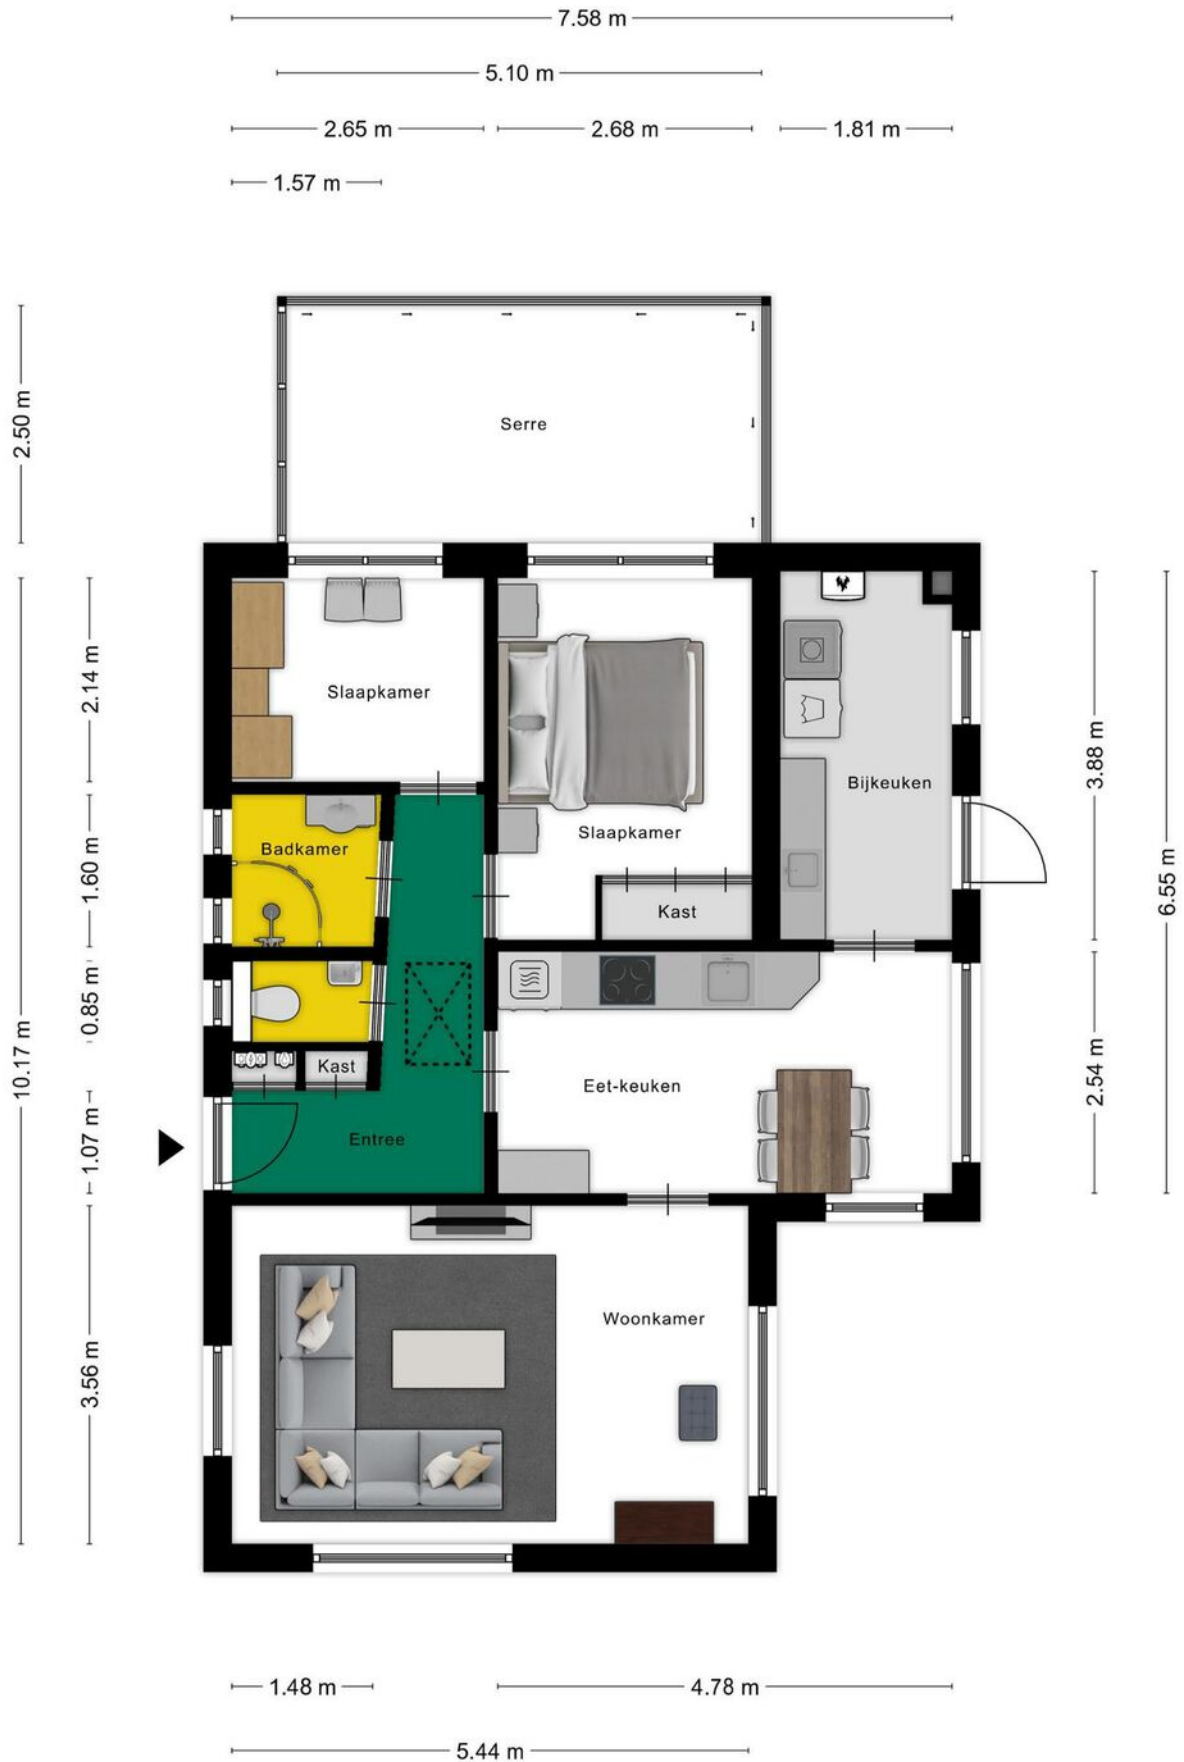 7.58 m
5.10 m
2.65 m
2.68 m
1.81 m
1.57 m
2.50 m
Serre
2.14 m
Slaapkamer
3.88 m
Bijkeuken
Slaapkamer
Badkamer
1.60 m
6.55 m
Kast
0.85 m
10.17 m
Kast
Eet-keuken
2.54 m
1.07 m
Entree
Woonkamer
3.56 m
1.48 m
4.78 m
5.44 m